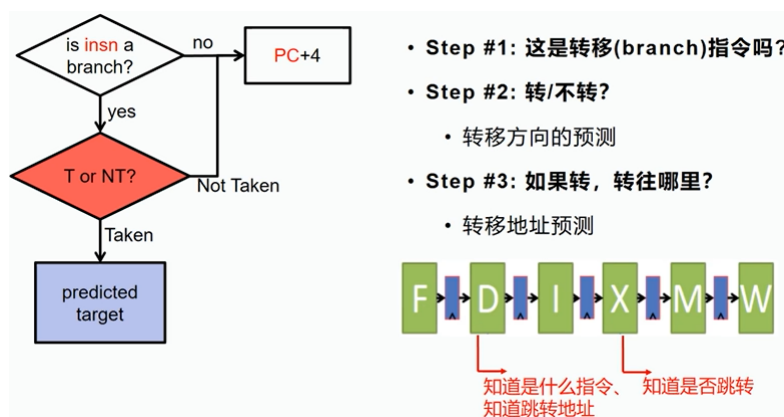 is insn a
branch?
no
PC+4
yes
T or NT?
Not Taken
Taken
predicted
target
• Step #1: 这是转移(branch)指令吗?
• Step #2: 转/不转?
• 转移方向的预测
• Step #3: 如果转，转往哪里?
• 转移地址预测
F D I X M W
知道是什么指令、
知道跳转地址
知道是否跳转